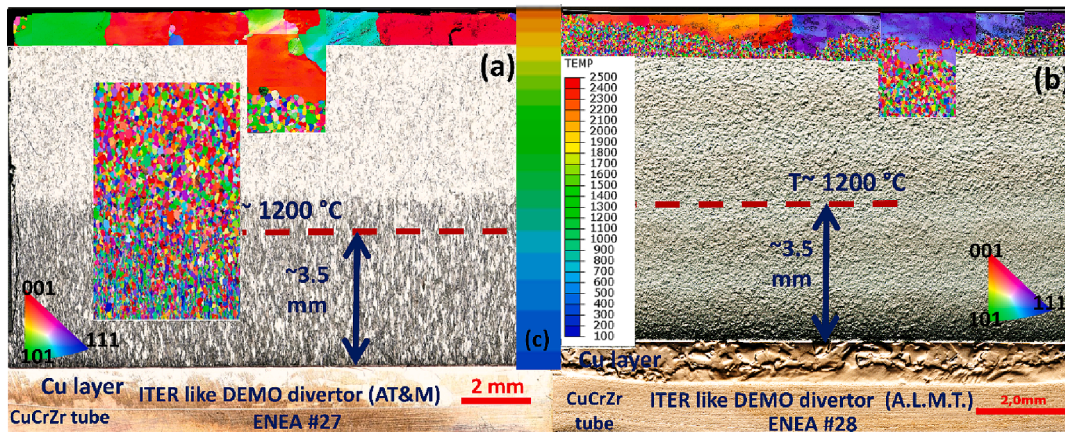 (a)
~ 1200 °C
~3.5
mm
001
111
101
Cu layer
ITER like DEMO divertor (AT&M)
2 mm
CuCrZr tube
ENEA #27
(c)
TEMP
2500
2400
2300
2200
2100
2000
1900
1800
1700
1600
1500
1400
1300
1200
1100
1000
900
800
700
600
500
400
300
200
100
(b)
T~ 1200 °C
~3.5
mm
001
111
101
Cu layer
CuCrZr
tube
ITER like DEMO divertor (A.L.M.T.)
2,0mm
ENEA #28